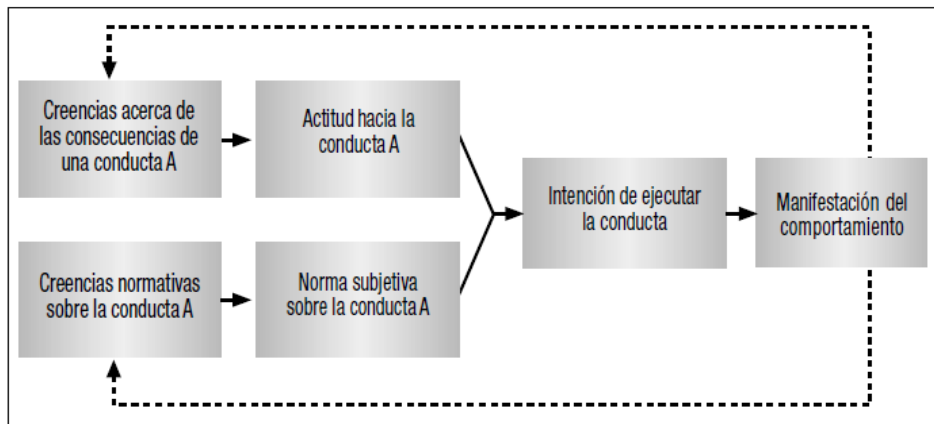 Creencias acerca de
las consecuencias de
una conducta A
Actitud hacia la
conducta A
Intención de ejecutar
la conducta
Manifestación del
comportamiento
Creencias normativas
sobre la conducta A
Norma subjetiva
sobre la conducta A